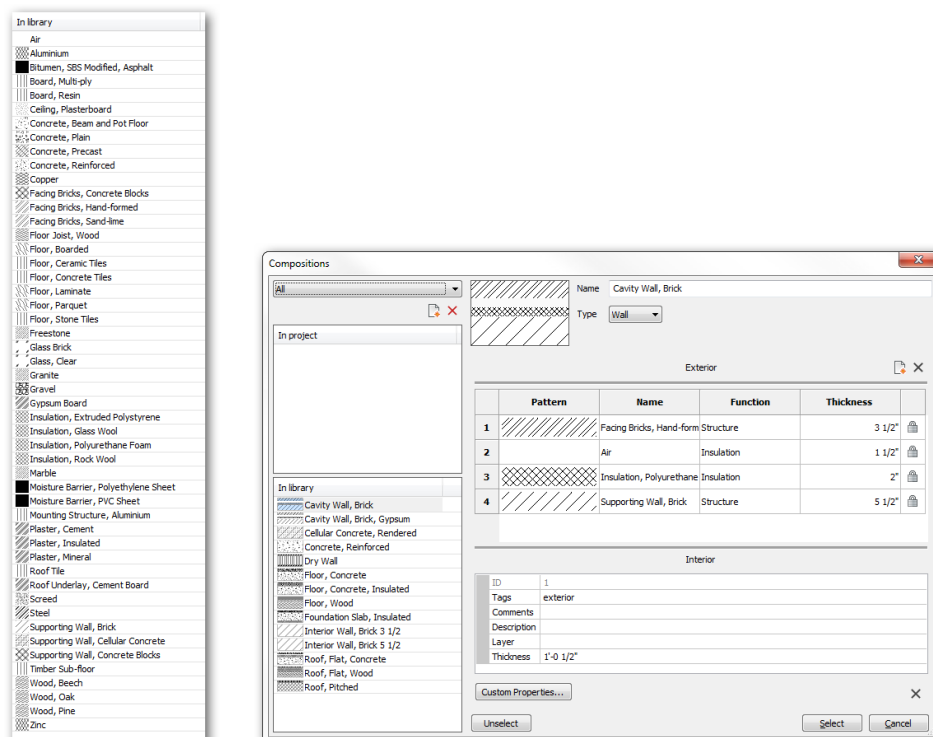 In library
Air
Aluminium
Bitumen, SBS Modified, Asphalt
Board, Multi-ply
Board, Resin
Ceiling, Plasterboard
Concrete, Beam and Pot Floor
Concrete, Plain
Concrete, Precast
Concrete, Reinforced
Copper
Facing Bricks, Concrete Blocks
Facing Bricks, Hand-formed
Facing Bricks, Sand-lime
Floor Joist, Wood
Floor, Boarded
Floor, Ceramic Tiles
Floor, Concrete Tiles
Floor, Laminate
Floor, Parquet
Floor, Stone Tiles
Freestone
Glass Brick
Glass, Clear
Granite
Gravel
Gypsum Board
Insulation, Extruded Polystyrene
Insulation, Glass Wool
Insulation, Polyurethane Foam
Insulation, Rock Wool
Marble
Moisture Barrier, Polyethylene Sheet
Moisture Barrier, PVC Sheet
Mounting Structure, Aluminium
Plaster, Cement
Plaster, Insulated
Plaster, Mineral
Roof Tile
Roof Underlay, Cement Board
Screed
Steel
Supporting Wall, Brick
Supporting Wall, Cellular Concrete
Supporting Wall, Concrete Blocks
Timber Sub-floor
Wood, Beech
Wood, Oak
Wood, Pine
Zinc
Compositions
All
In project
In library
Cavity Wall, Brick
Cavity Wall, Brick, Gypsum
Cellular Concrete, Rendered
Concrete, Reinforced
Dry Wall
Floor, Concrete
Floor, Concrete, Insulated
Floor, Wood
Foundation Slab, Insulated
Interior Wall, Brick 3 1/2
Interior Wall, Brick 5 1/2
Roof, Flat, Concrete
Roof, Flat, Wood
Roof, Pitched
Name Cavity Wall, Brick
Type Wall
Exterior
Pattern Name Function Thickness
1 Facing Bricks, Hand-form Structure 3 1/2"
2 Air Insulation 1 1/2"
3 Insulation, Polyurethane Insulation 2"
4 Supporting Wall, Brick Structure 5 1/2"
Interior
ID 1
Tags exterior
Comments
Description
Layer
Thickness 1'-0 1/2"
Custom Properties...
Unselect Select Cancel